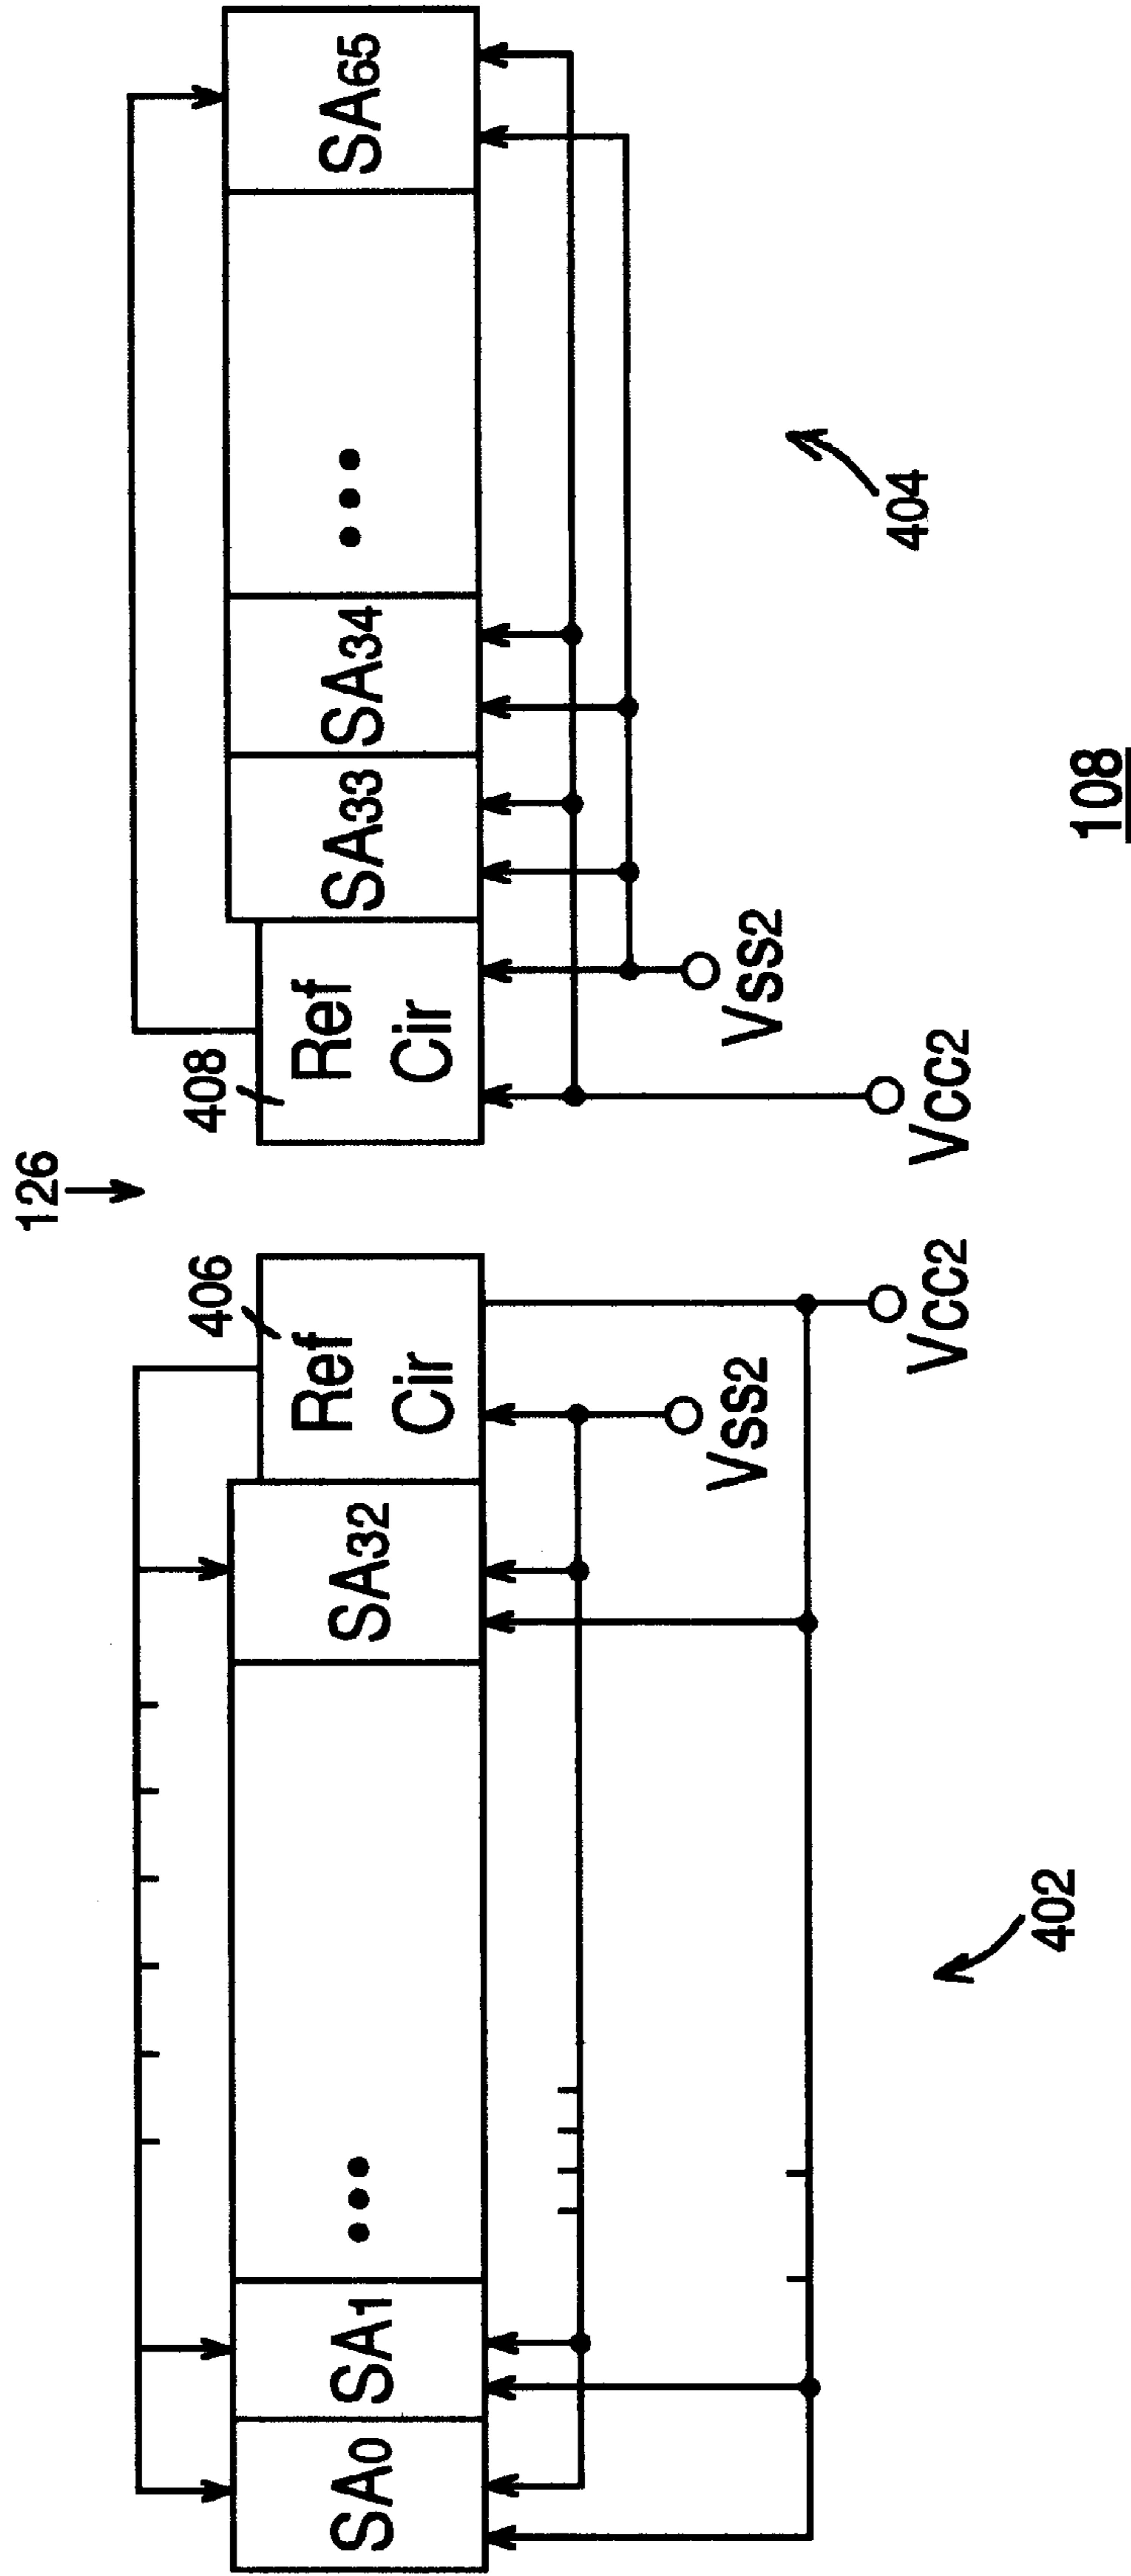 126
406
408
SA0
SA1
•••
SA32
Ref
Cir
Ref
Cir
SA33
SA34
•••
SA65
VSS2
VCC2
VSS2
VCC2
402
404
108